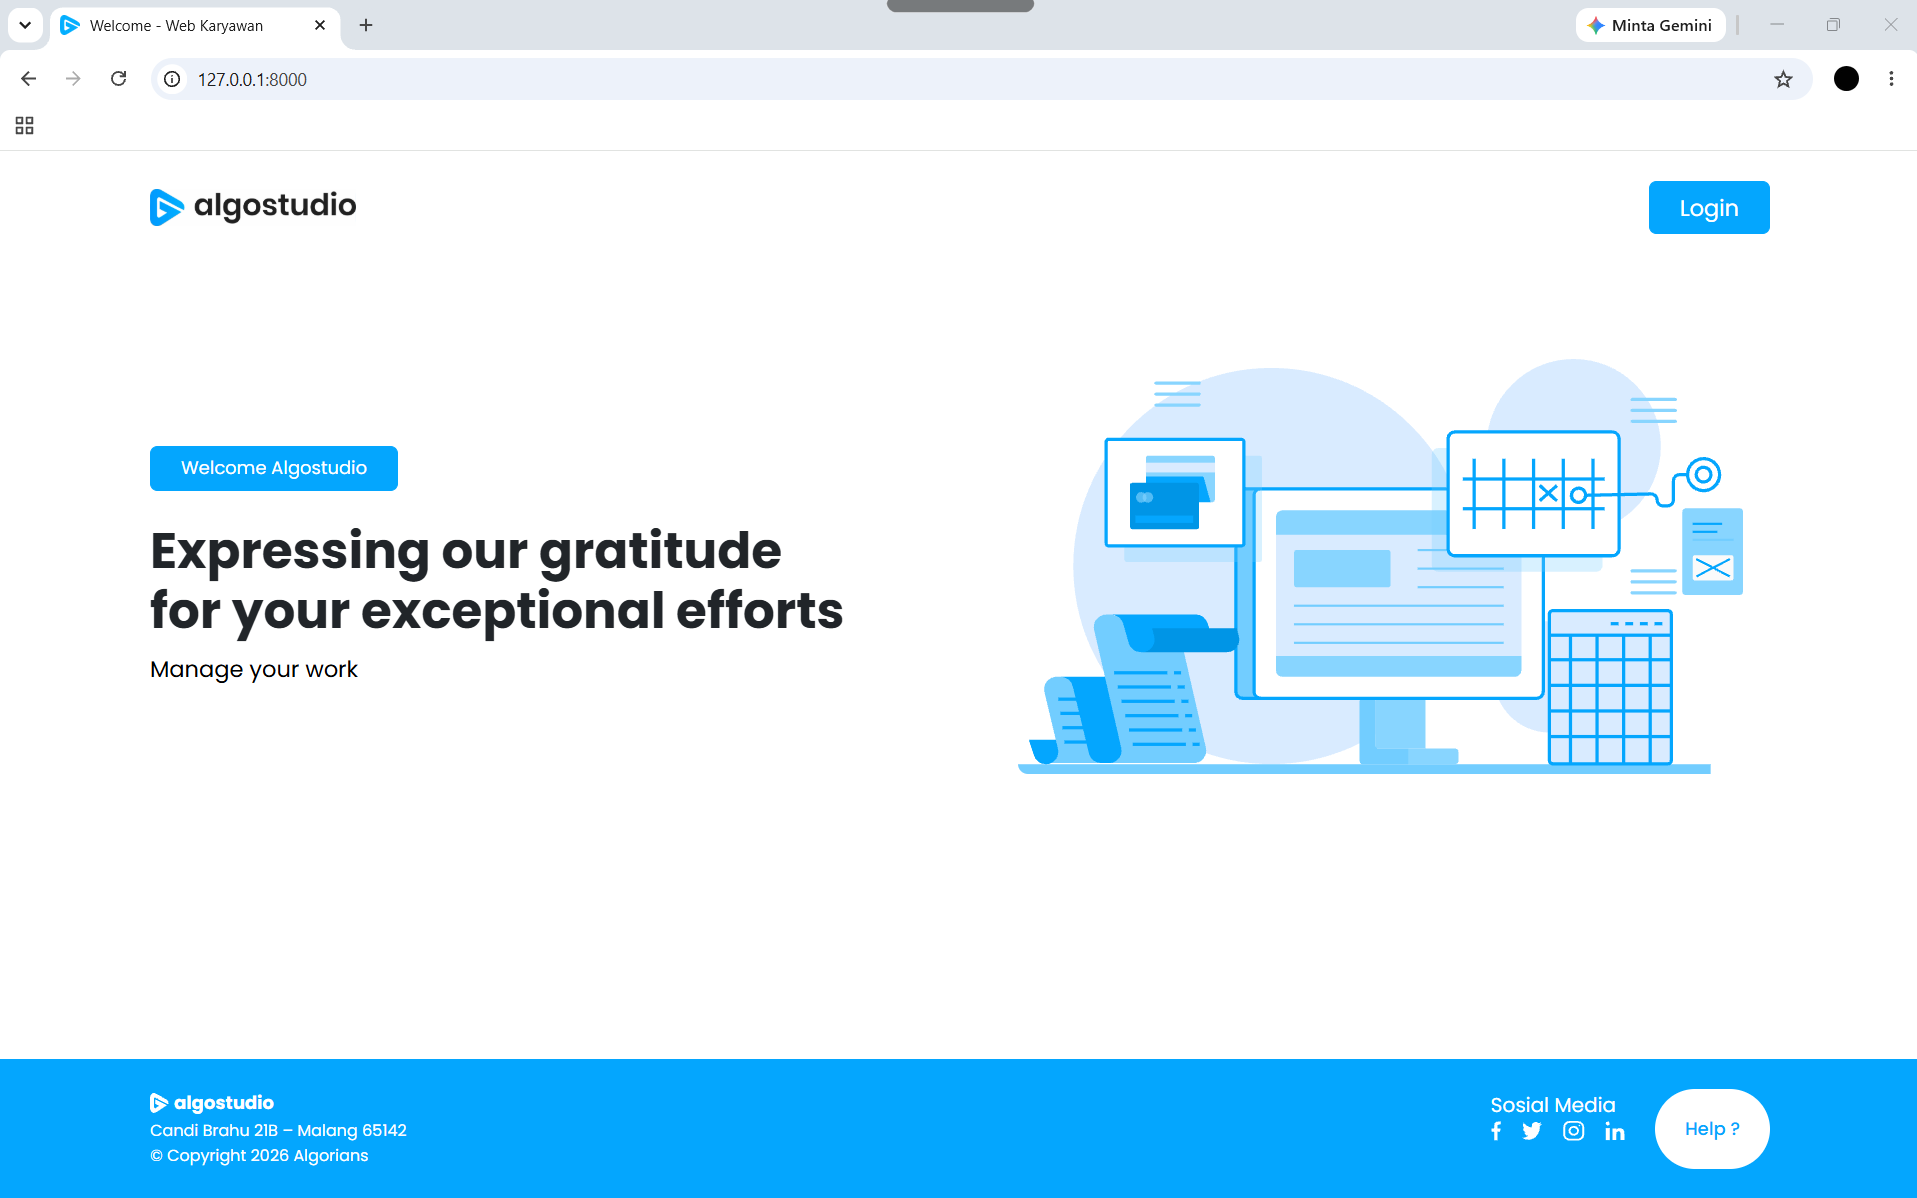 Welcome - Web Karyawan
Minta Gemini
127.0.0.1:8000
algostudio
Login
Welcome Algostudio
Expressing our gratitude
for your exceptional efforts
Manage your work
algostudio
Candi Brahu 21B – Malang 65142
© Copyright 2026 Algorians
Sosial Media
Help ?